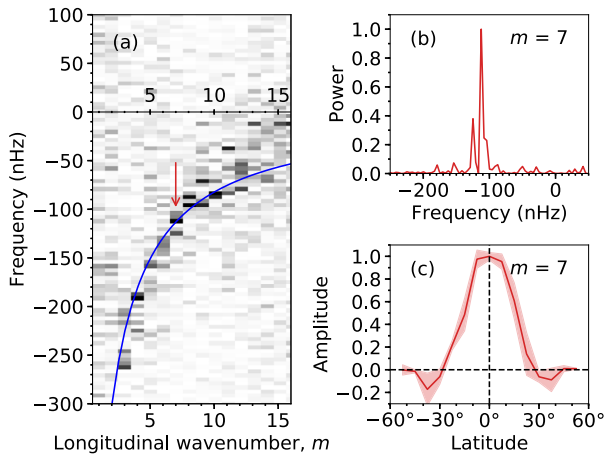 (a)
100
50
0
−50
−100
−150
−200
−250
−300
Frequency (nHz)
5 10 15
5 10 15
Longitudinal wavenumber, m
(b)
m = 7
1.0
0.8
0.6
0.4
0.2
0.0
Power
−200 −100 0
Frequency (nHz)
(c)
m = 7
1.0
0.8
0.6
0.4
0.2
0.0
−0.2
Amplitude
−60° −30° 0° 30° 60°
Latitude